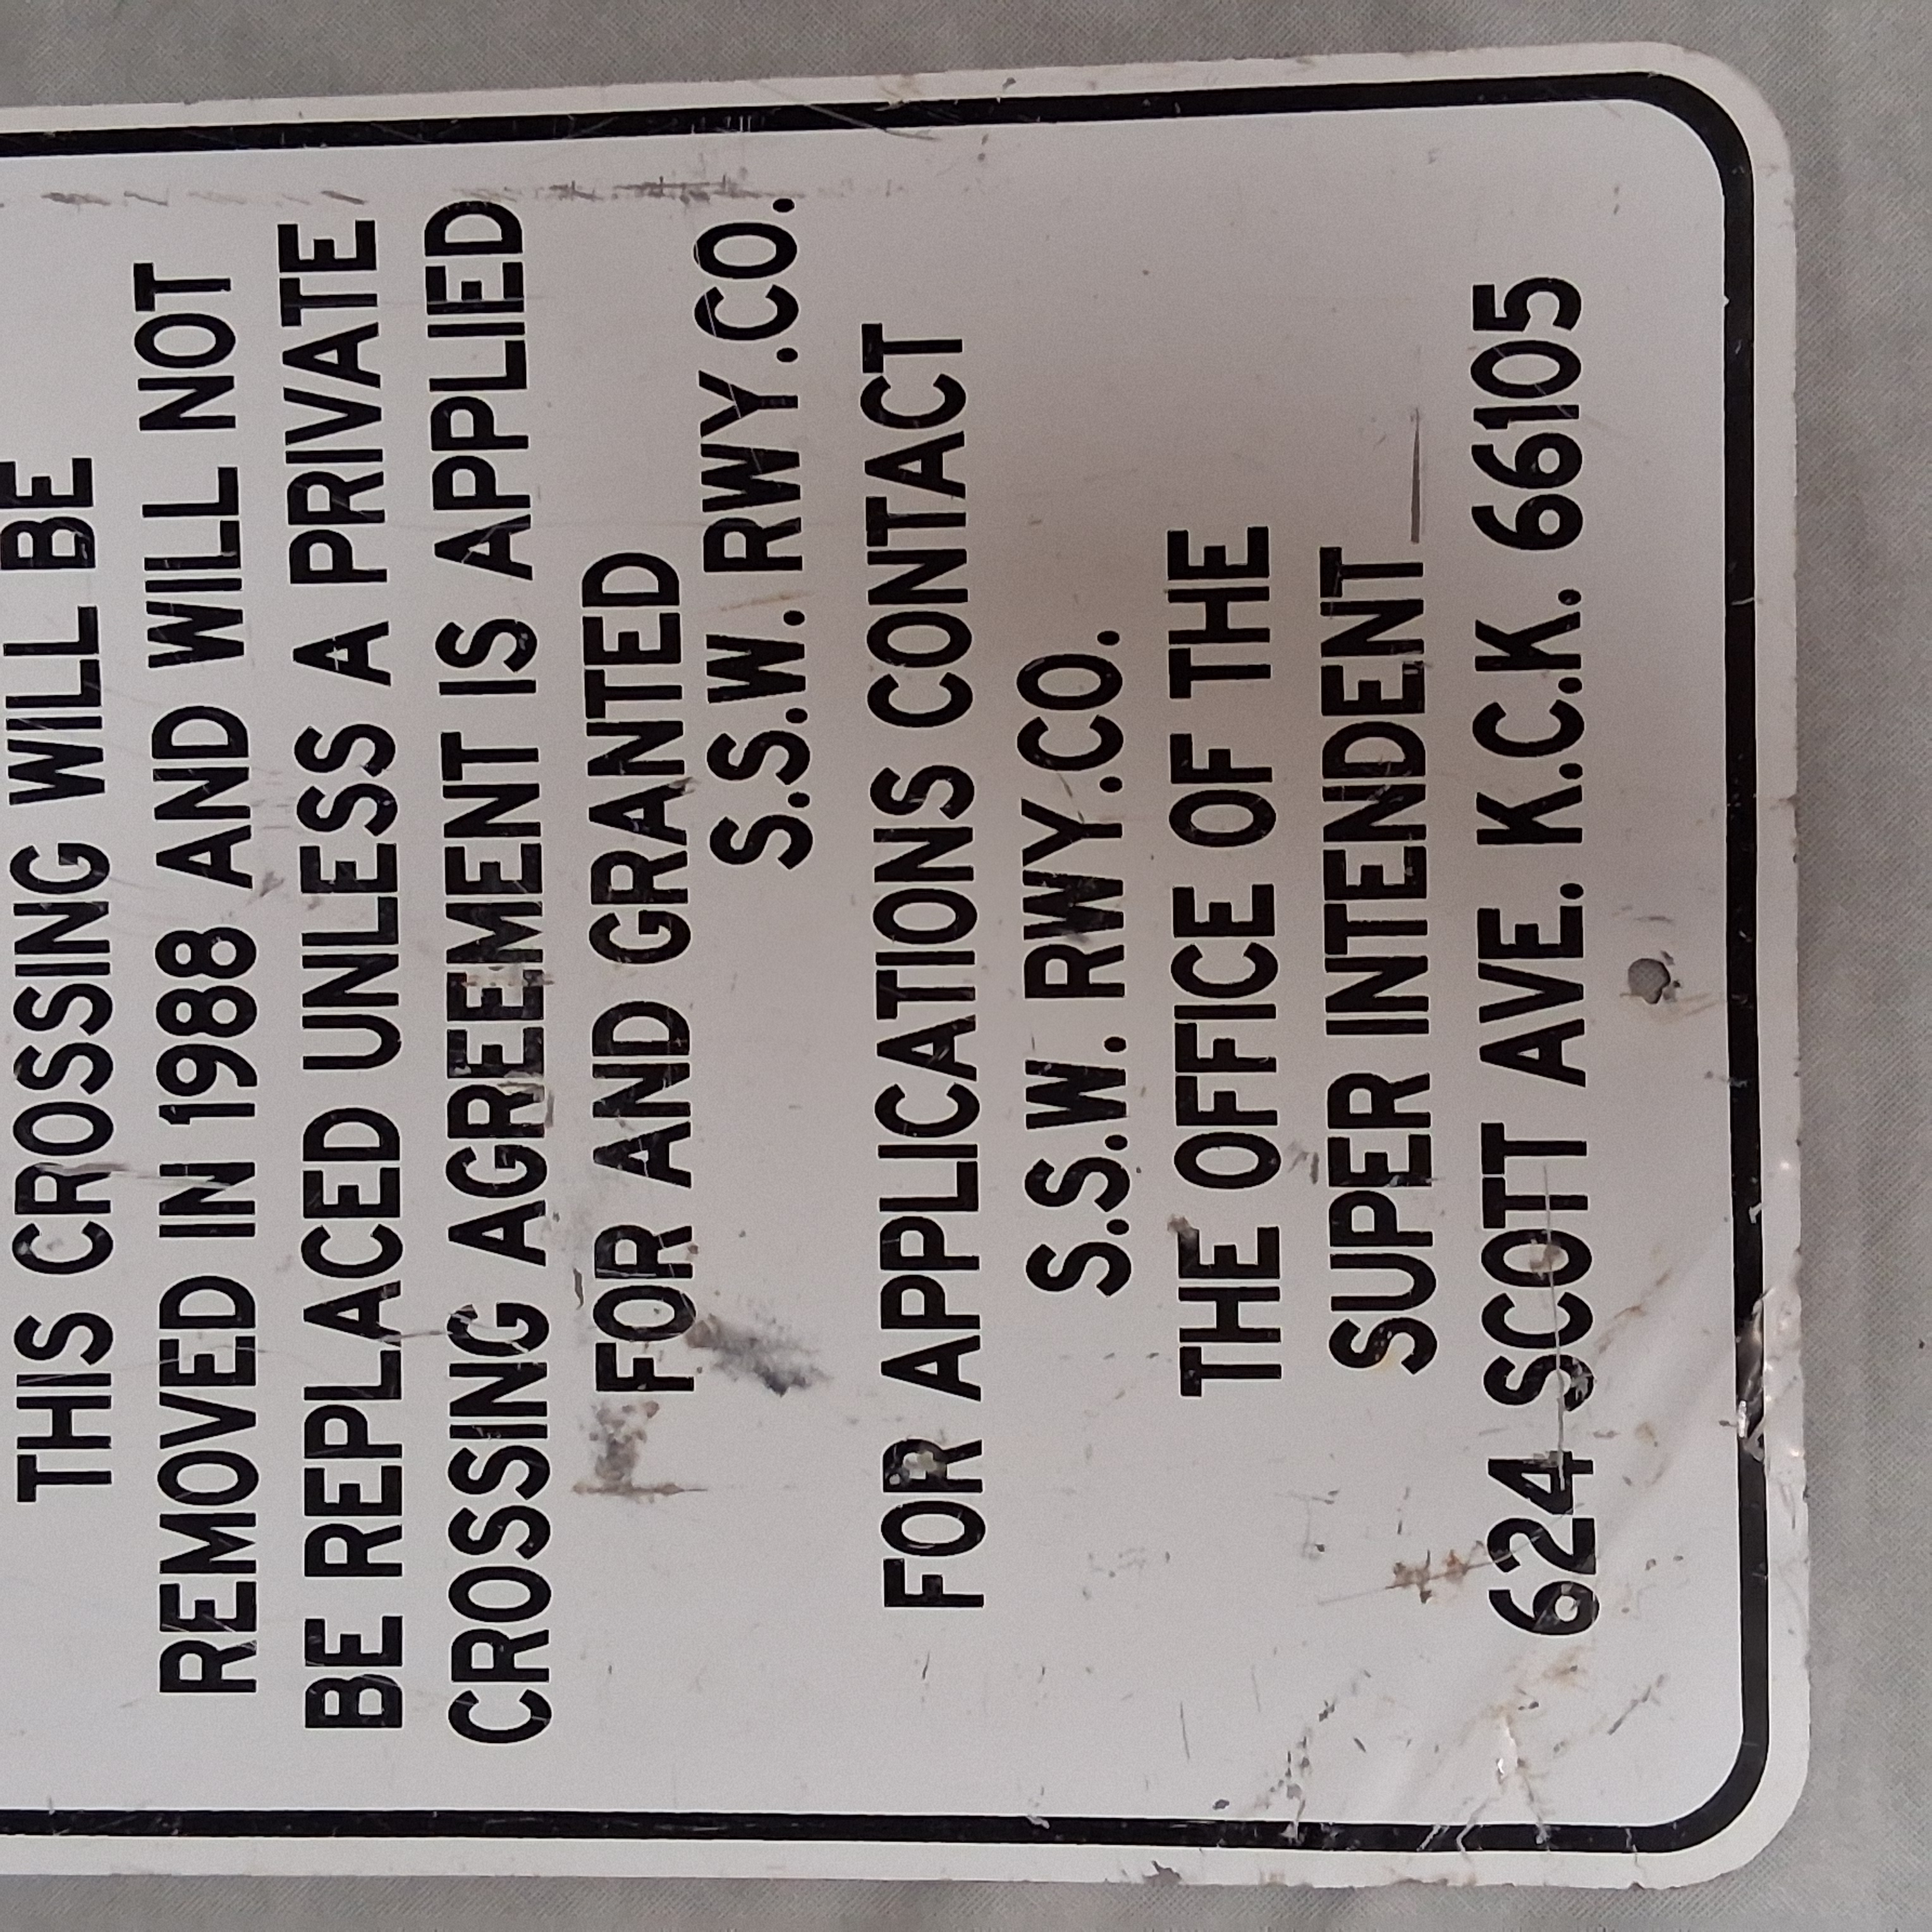 THIS CROSSING WILL BE
REMOVED IN 1988 AND WILL NOT
BE REPLACED UNLESS A PRIVATE
CROSSING AGREEMENT IS APPLIED
FOR AND GRANTED
S.S.W. RWY.CO.
FOR APPLICATIONS CONTACT
S.S.W. RWY.CO.
THE OFFICE OF THE
SUPER INTENDENT
624 SCOTT AVE. K.C.K. 66105